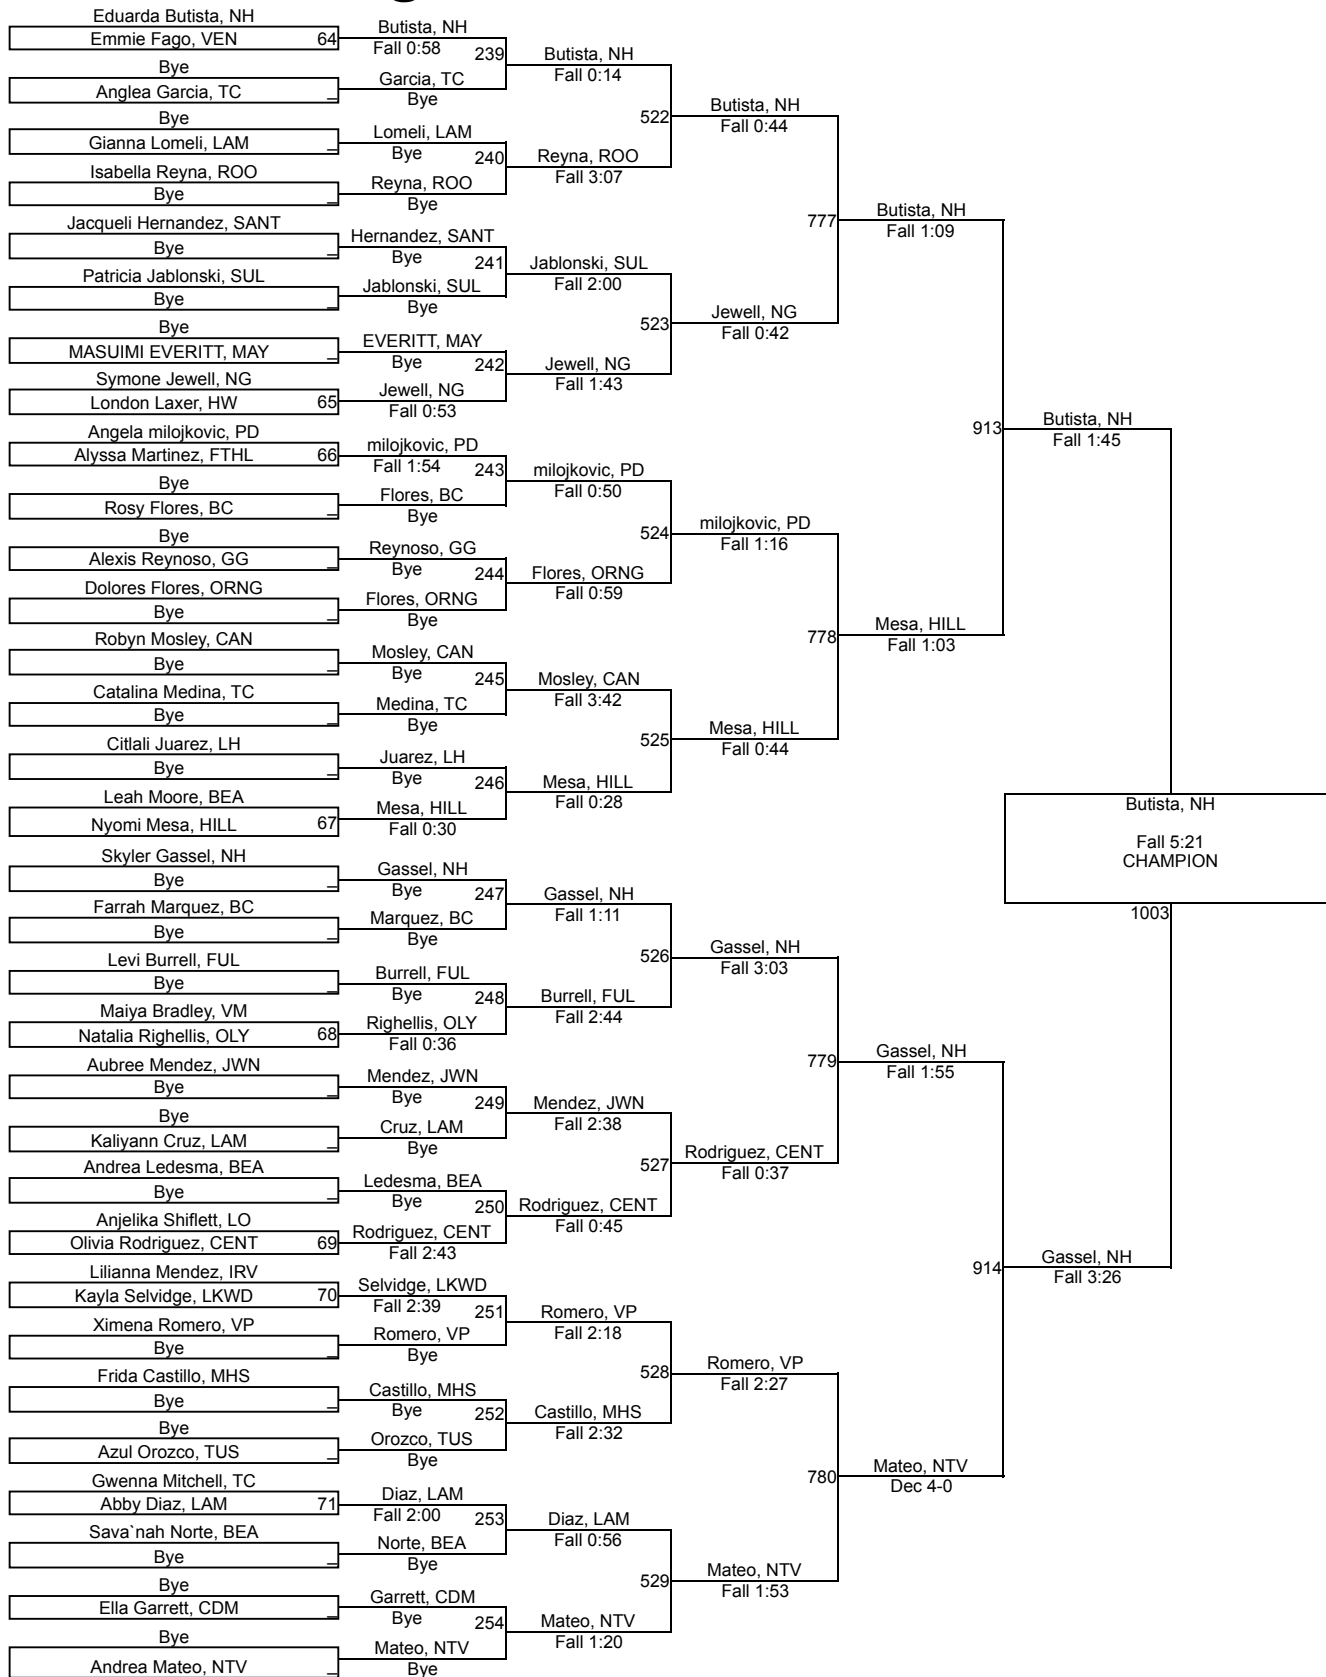 Eduarda Butista, NH
Emmie Fago, VEN 64
Bye
Anglea Garcia, TC _
Bye
Gianna Lomeli, LAM _
Isabella Reyna, ROO
Bye _
Jacqueli Hernandez, SANT
Bye _
Patricia Jablonski, SUL
Bye _
Bye
MASUIMI EVERITT, MAY _
Symone Jewell, NG
London Laxer, HW 65
Angela milojkovic, PD
Alyssa Martinez, FTHL 66
Bye
Rosy Flores, BC _
Bye
Alexis Reynoso, GG _
Dolores Flores, ORNG
Bye _
Robyn Mosley, CAN
Bye _
Catalina Medina, TC
Bye _
Citlali Juarez, LH
Bye _
Leah Moore, BEA
Nyomi Mesa, HILL 67
Skyler Gassel, NH
Bye _
Farrah Marquez, BC
Bye _
Levi Burrell, FUL
Bye _
Maiya Bradley, VM
Natalia Righellis, OLY 68
Aubree Mendez, JWN
Bye _
Bye
Kaliyann Cruz, LAM _
Andrea Ledesma, BEA
Bye _
Anjelika Shiflett, LO
Olivia Rodriguez, CENT 69
Lilianna Mendez, IRV
Kayla Selvidge, LKWD 70
Ximena Romero, VP
Bye _
Frida Castillo, MHS
Bye _
Bye
Azul Orozco, TUS _
Gwenna Mitchell, TC
Abby Diaz, LAM 71
Sava`nah Norte, BEA
Bye _
Bye
Ella Garrett, CDM _
Bye
Andrea Mateo, NTV _
Butista, NH
Fall 0:58
239
Garcia, TC
Bye
Lomeli, LAM
Bye
240
Reyna, ROO
Bye
Hernandez, SANT
Bye
241
Jablonski, SUL
Bye
EVERITT, MAY
Bye
242
Jewell, NG
Fall 0:53
milojkovic, PD
Fall 1:54
243
Flores, BC
Bye
Reynoso, GG
Bye
244
Flores, ORNG
Bye
Mosley, CAN
Bye
245
Medina, TC
Bye
Juarez, LH
Bye
246
Mesa, HILL
Fall 0:30
Gassel, NH
Bye
247
Marquez, BC
Bye
Burrell, FUL
Bye
248
Righellis, OLY
Fall 0:36
Mendez, JWN
Bye
249
Cruz, LAM
Bye
Ledesma, BEA
Bye
250
Rodriguez, CENT
Fall 2:43
Selvidge, LKWD
Fall 2:39
251
Romero, VP
Bye
Castillo, MHS
Bye
252
Orozco, TUS
Bye
Diaz, LAM
Fall 2:00
253
Norte, BEA
Bye
Garrett, CDM
Bye
254
Mateo, NTV
Bye
Butista, NH
Fall 0:14
522
Reyna, ROO
Fall 3:07
Jablonski, SUL
Fall 2:00
523
Jewell, NG
Fall 1:43
milojkovic, PD
Fall 0:50
524
Flores, ORNG
Fall 0:59
Mosley, CAN
Fall 3:42
525
Mesa, HILL
Fall 0:28
Gassel, NH
Fall 1:11
526
Burrell, FUL
Fall 2:44
Mendez, JWN
Fall 2:38
527
Rodriguez, CENT
Fall 0:45
Romero, VP
Fall 2:18
528
Castillo, MHS
Fall 2:32
Diaz, LAM
Fall 0:56
529
Mateo, NTV
Fall 1:20
Butista, NH
Fall 0:44
777
Jewell, NG
Fall 0:42
milojkovic, PD
Fall 1:16
778
Mesa, HILL
Fall 0:44
Gassel, NH
Fall 3:03
779
Rodriguez, CENT
Fall 0:37
Romero, VP
Fall 2:27
780
Mateo, NTV
Fall 1:53
Butista, NH
Fall 1:09
913
Mesa, HILL
Fall 1:03
Gassel, NH
Fall 1:55
914
Mateo, NTV
Dec 4-0
Butista, NH
Fall 1:45
Gassel, NH
Fall 3:26
Butista, NH
Fall 5:21
CHAMPION
1003